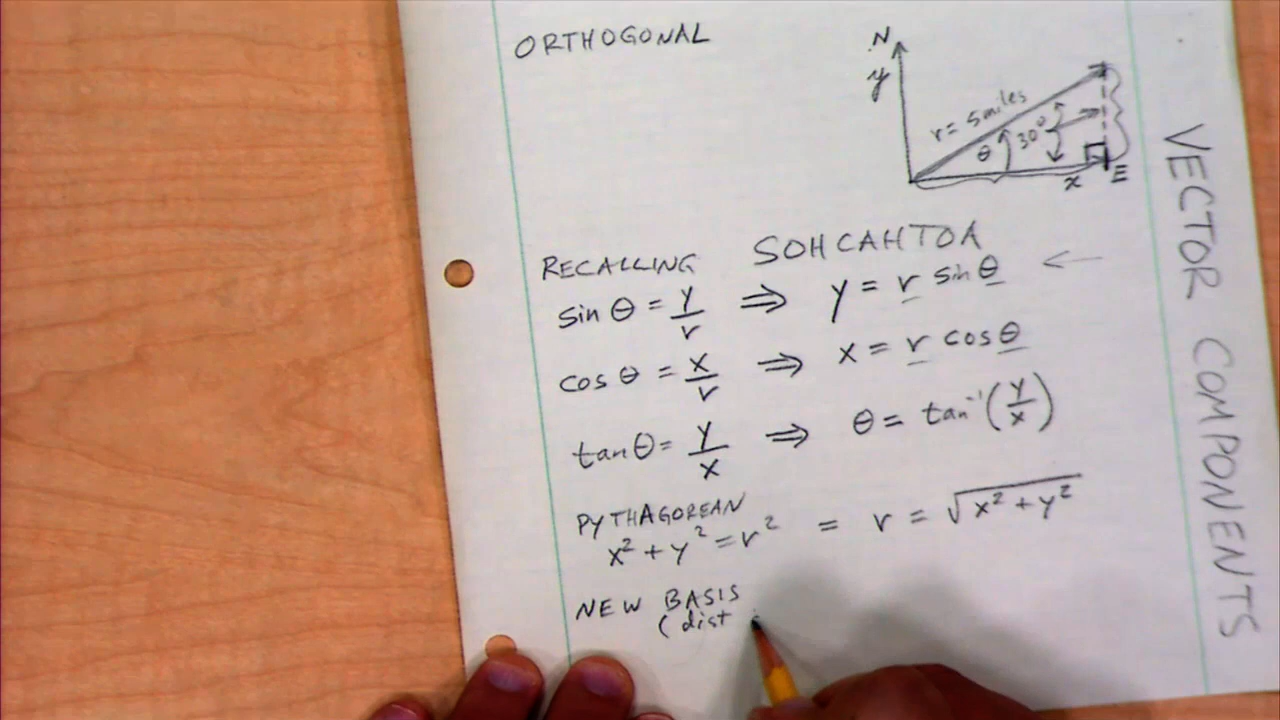 ORTHOGONAL
N
y
r = 5 miles
θ 30°
x E
VECTOR COMPONENTS
RECALLING SOHCAHTOA
sin θ = y/r ⇒ y = r sin θ ←
cos θ = x/r ⇒ x = r cos θ
tan θ = y/x ⇒ θ = tan⁻¹(y/x)
PYTHAGOREAN
x² + y² = r² = r = √(x² + y²)
NEW BASIS
( dist